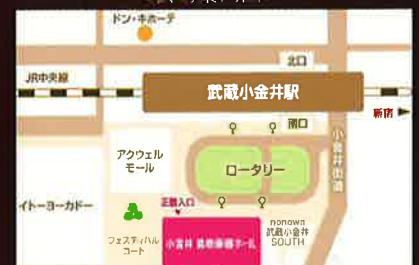 ドン・キホーテ
北口
JR中央線
武蔵小金井駅
新宿
南口
小金井街道
アクウェル
モール
ロータリー
イトーヨーカドー
正面入口
フェスティバル
コート
小金井
ホール
nonowa
武蔵小金井
SOUTH